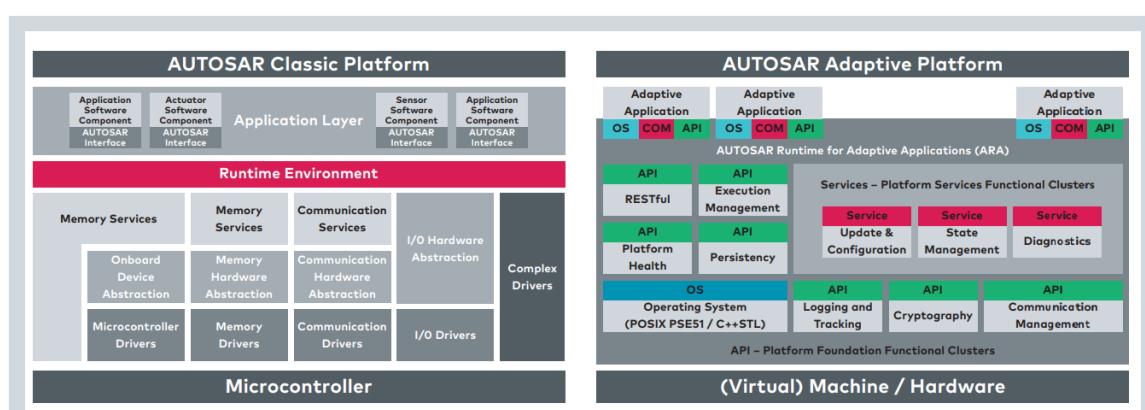 AUTOSAR Classic Platform
Application
Software
Component
AUTOSAR
Interface
Actuator
Software
Component
AUTOSAR
Interface
Application Layer
Sensor
Software
Component
AUTOSAR
Interface
Application
Software
Component
AUTOSAR
Interface
Runtime Environment
Memory Services
Memory
Services
Communication
Services
I/O Hardware
Abstraction
Complex
Drivers
Onboard
Device
Abstraction
Memory
Hardware
Abstraction
Communication
Hardware
Abstraction
Microcontroller
Drivers
Memory
Drivers
Communication
Drivers
I/O Drivers
Microcontroller
AUTOSAR Adaptive Platform
Adaptive
Application
OS COM API
Adaptive
Application
OS COM API
Adaptive
Application
OS COM API
AUTOSAR Runtime for Adaptive Applications (ARA)
API
RESTful
API
Execution
Management
API
Platform
Health
API
Persistency
Services – Platform Services Functional Clusters
Service
Update &
Configuration
Service
State
Management
Service
Diagnostics
OS
Operating System
(POSIX PSE51 / C++STL)
API
Logging and
Tracking
API
Cryptography
API
Communication
Management
API – Platform Foundation Functional Clusters
(Virtual) Machine / Hardware